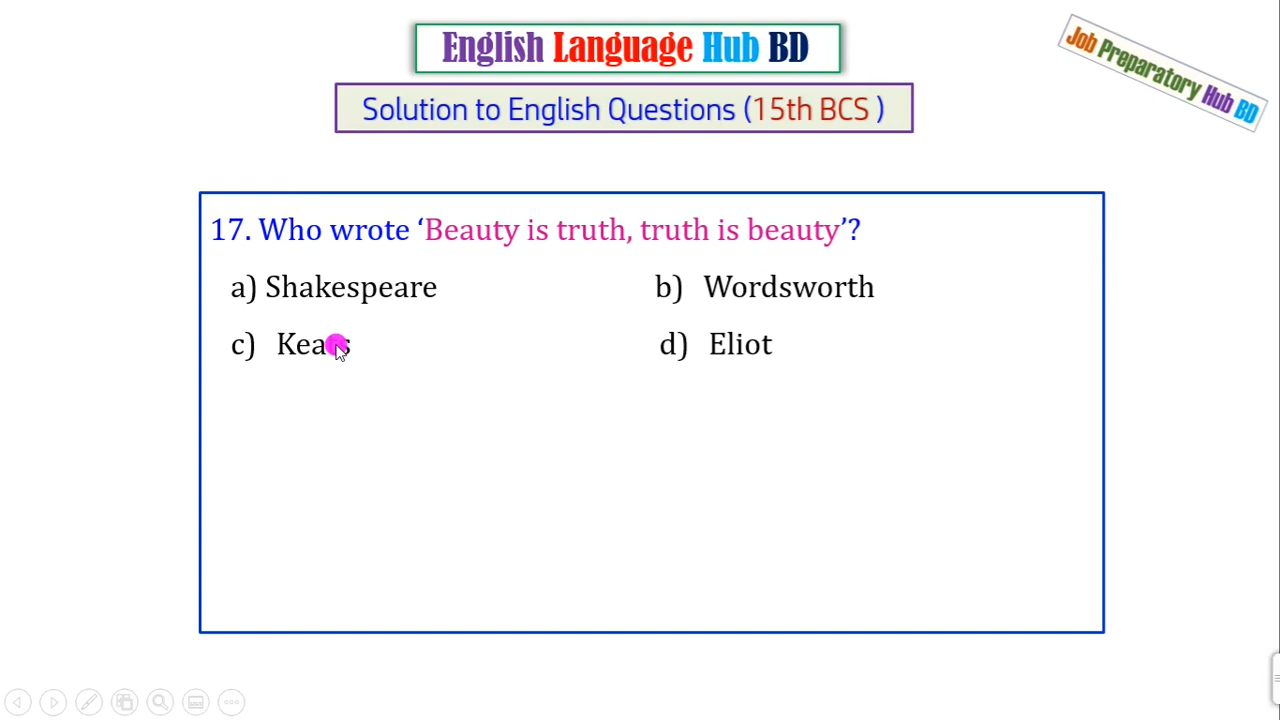 English Language Hub BD
Job Preparatory Hub BD
Solution to English Questions (15th BCS )
17. Who wrote ‘Beauty is truth, truth is beauty’?
a) Shakespeare b) Wordsworth
c) Keats d) Eliot